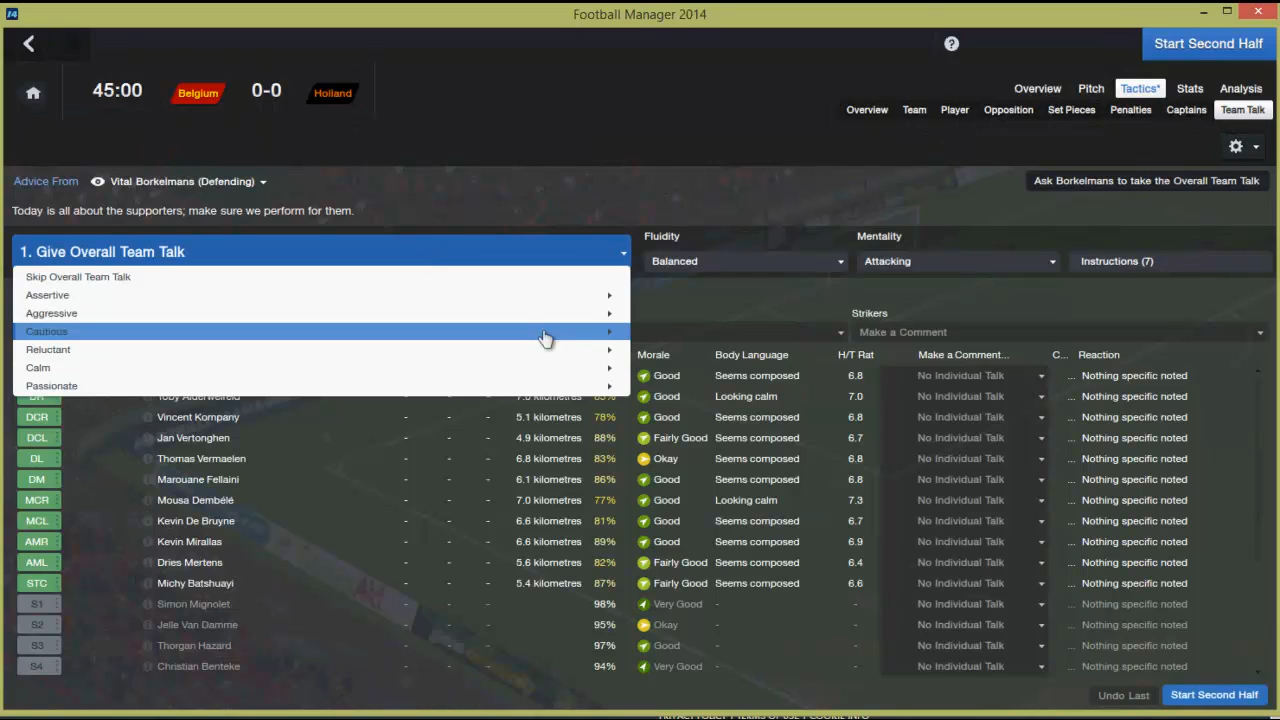 Football Manager 2014
Start Second Half
45:00 Belgium 0-0 Holland
Overview Pitch Tactics* Stats Analysis
Overview Team Player Opposition Set Pieces Penalties Captains Team Talk
Advice From Vital Borkelmans (Defending) Ask Borkelmans to take the Overall Team Talk
Today is all about the supporters; make sure we perform for them.
Fluidity Mentality
1. Give Overall Team Talk Balanced Attacking Instructions (7)
Skip Overall Team Talk
Assertive
Aggressive Strikers
Cautious Make a Comment
Reluctant Morale Body Language H/T Rat Make a Comment... C... Reaction
Calm Good Seems composed 6.8 No Individual Talk ... Nothing specific noted
Passionate
DR Toby Alderweireld - - - 7.0 kilometres 83% Good Looking calm 7.0 No Individual Talk ... Nothing specific noted
DCR Vincent Kompany - - - 5.1 kilometres 78% Good Seems composed 6.8 No Individual Talk ... Nothing specific noted
DCL Jan Vertonghen - - - 4.9 kilometres 88% Fairly Good Seems composed 6.7 No Individual Talk ... Nothing specific noted
DL Thomas Vermaelen - - - 6.8 kilometres 83% Okay Seems composed 6.8 No Individual Talk ... Nothing specific noted
DM Marouane Fellaini - - - 6.1 kilometres 86% Good Seems composed 6.8 No Individual Talk ... Nothing specific noted
MCR Mousa Dembélé - - - 7.0 kilometres 77% Good Looking calm 7.3 No Individual Talk ... Nothing specific noted
MCL Kevin De Bruyne - - - 6.6 kilometres 81% Good Seems composed 6.7 No Individual Talk ... Nothing specific noted
AMR Kevin Mirallas - - - 6.6 kilometres 89% Good Seems composed 6.9 No Individual Talk ... Nothing specific noted
AML Dries Mertens - - - 5.6 kilometres 82% Fairly Good Seems composed 6.4 No Individual Talk ... Nothing specific noted
STC Michy Batshuayi - - - 5.4 kilometres 87% Fairly Good Seems composed 6.6 No Individual Talk ... Nothing specific noted
S1 Simon Mignolet - - - 98% Very Good - - No Individual Talk ... Nothing specific noted
S2 Jelle Van Damme - - - 95% Okay - - No Individual Talk ... Nothing specific noted
S3 Thorgan Hazard - - - 97% Good - - No Individual Talk ... Nothing specific noted
S4 Christian Benteke - - - 94% Very Good - - No Individual Talk ... Nothing specific noted
Undo Last Start Second Half
PRIVACY POLICY | TERMS OF USE | COOKIE INFO